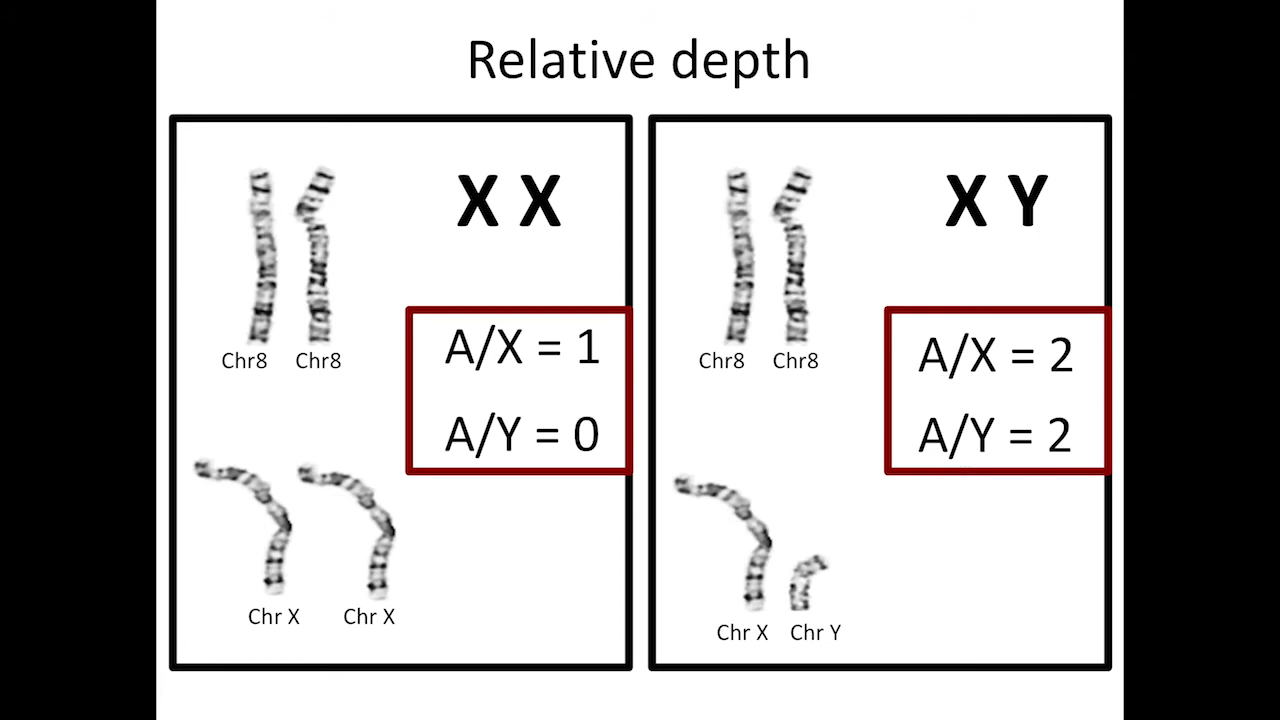 Relative depth
X X
A/X = 1
A/Y = 0
Chr8 Chr8
Chr X Chr X
X Y
A/X = 2
A/Y = 2
Chr8 Chr8
Chr X Chr Y